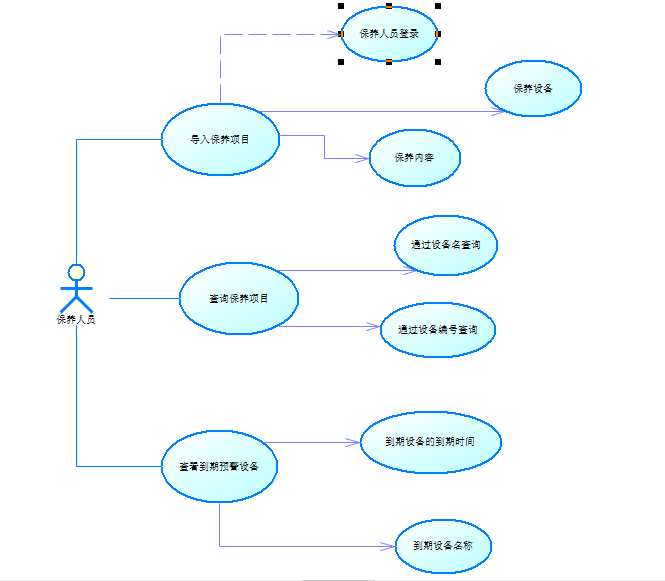 保养人员登录
保养设备
导入保养项目
保养内容
通过设备名查询
查询保养项目
保养人员
通过设备编号查询
到期设备的到期时间
查看到期预警设备
到期设备名称